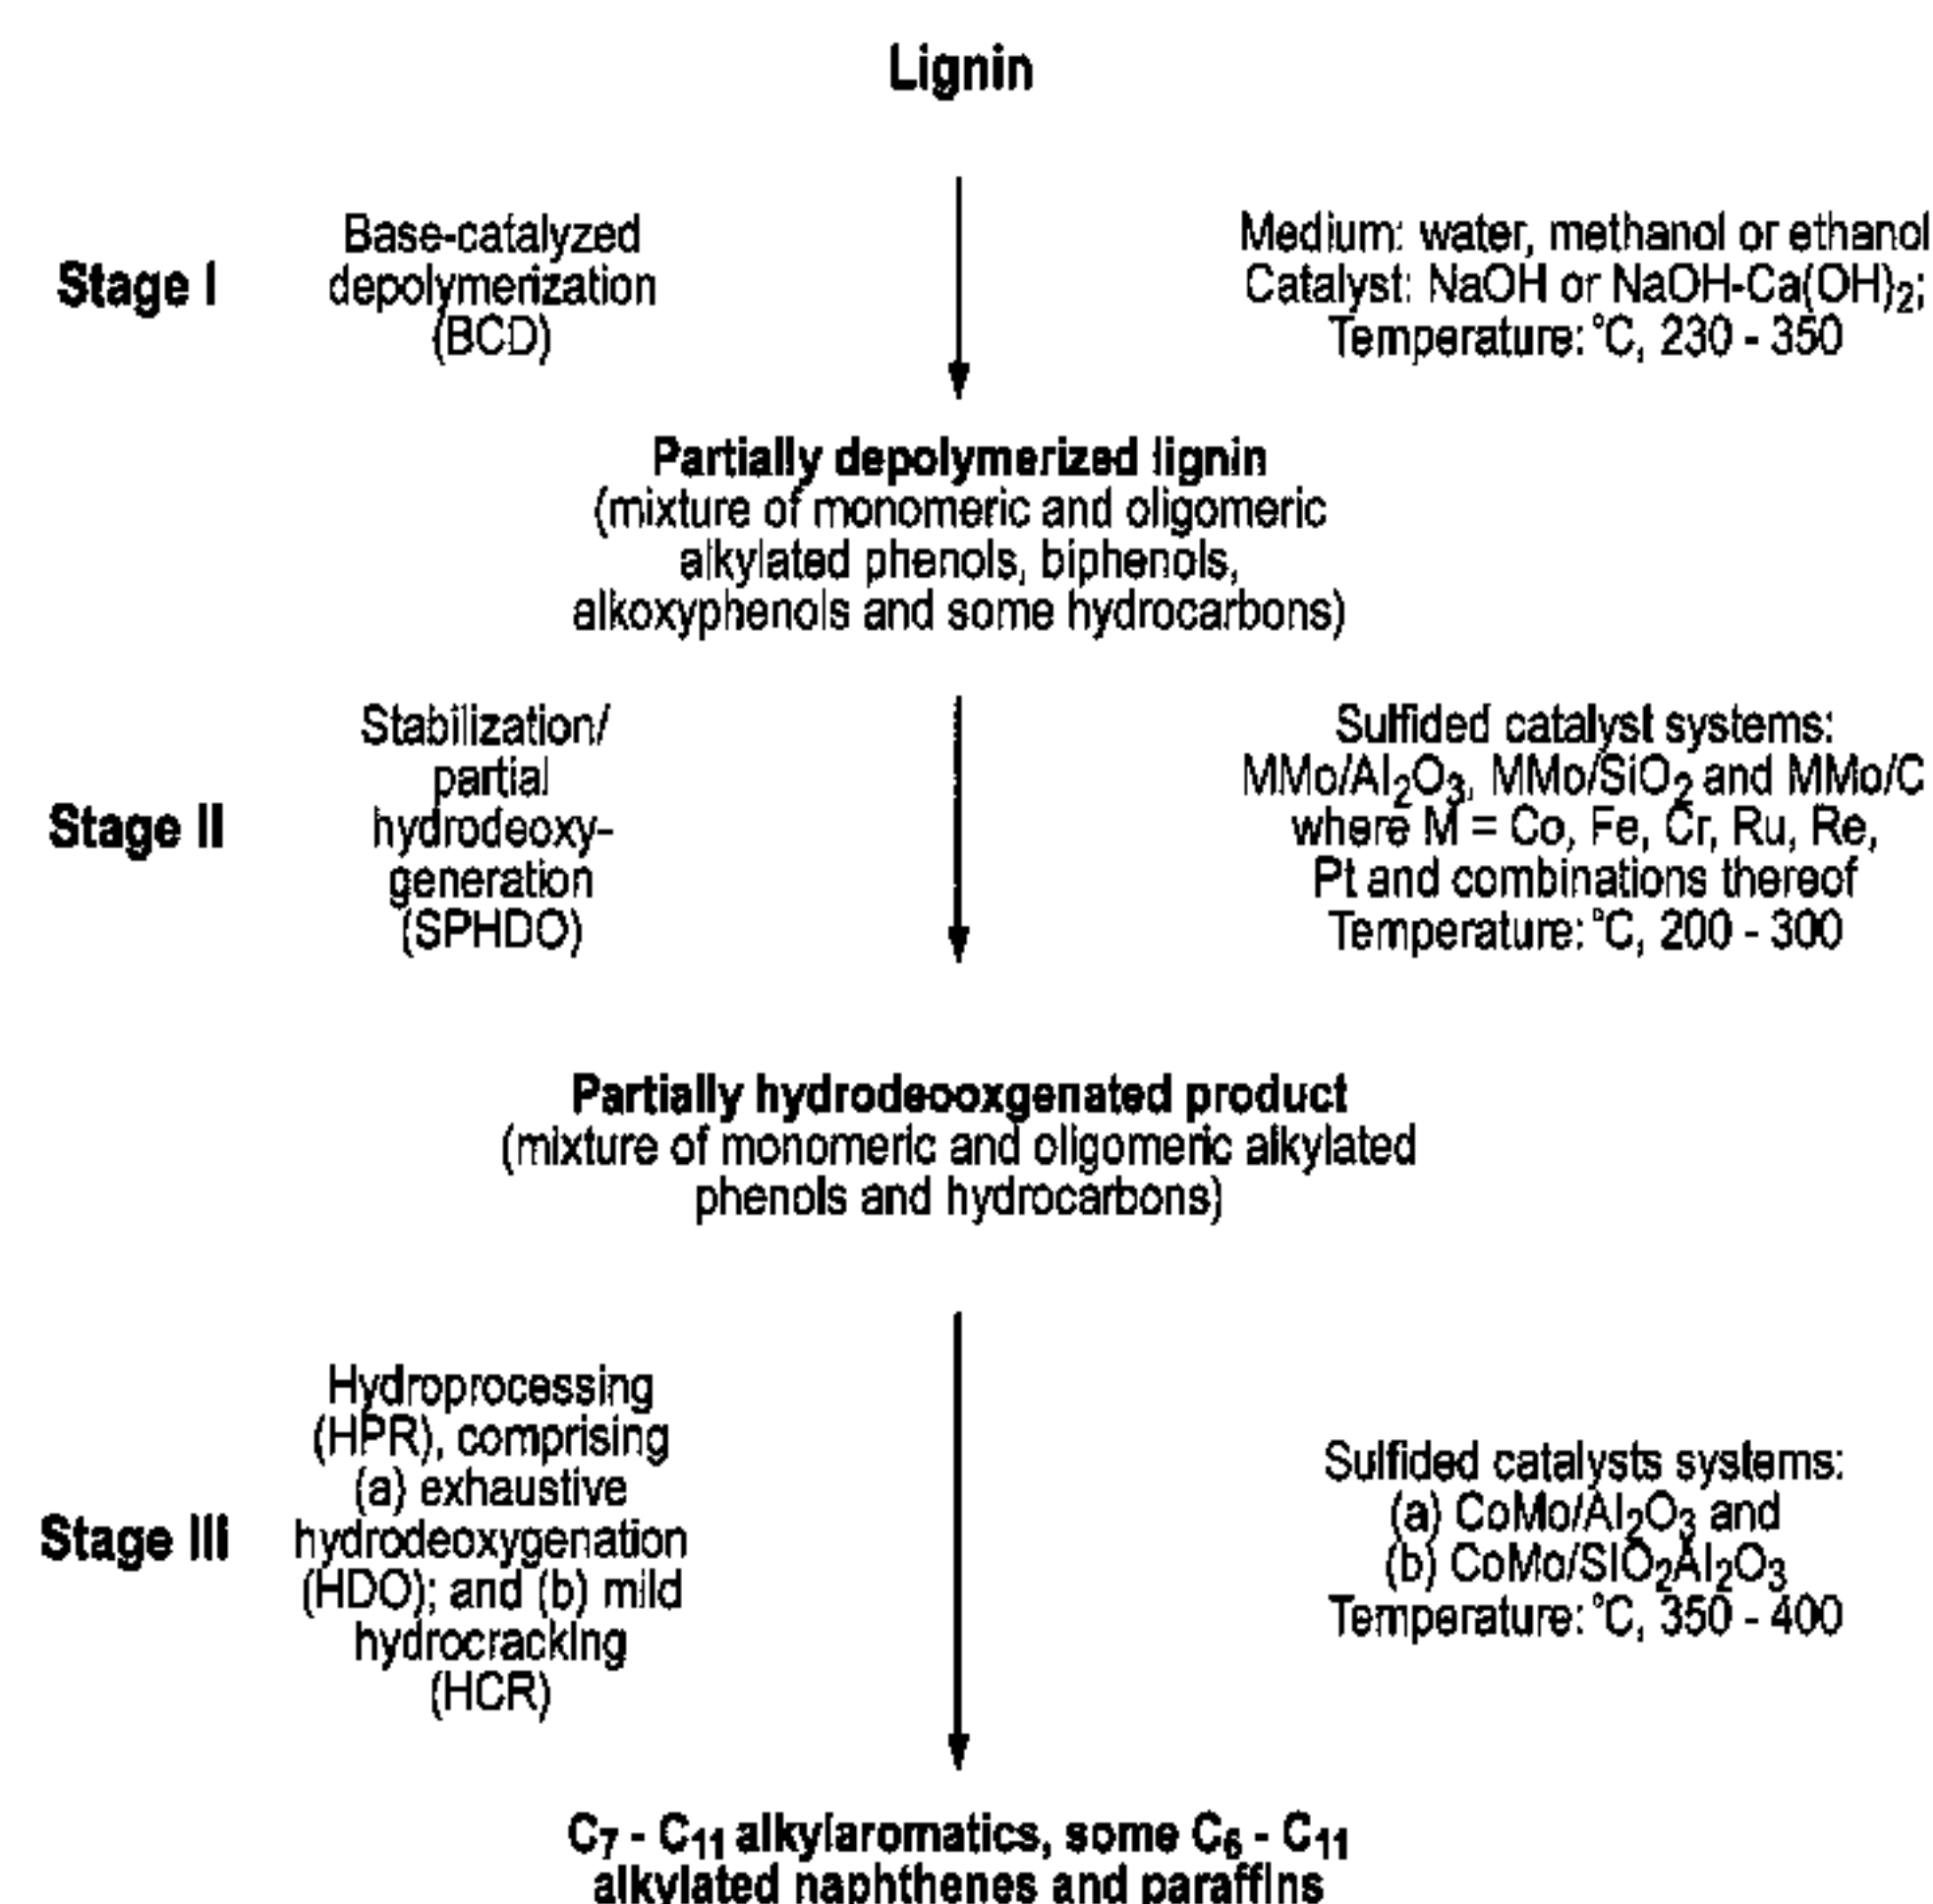 Lignin
Stage I
Base-catalyzed
depolymerization
(BCD)
Medium: water, methanol or ethanol
Catalyst: NaOH or NaOH-Ca(OH)₂;
Temperature: °C, 230 - 350
Partially depolymerized lignin
(mixture of monomeric and oligomeric
alkylated phenols, biphenols,
alkoxyphenols and some hydrocarbons)
Stage II
Stabilization/
partial
hydrodeoxy-
generation
(SPHDO)
Sulfided catalyst systems:
MMo/Al₂O₃, MMo/SiO₂ and MMo/C
where M = Co, Fe, Cr, Ru, Re,
Pt and combinations thereof
Temperature: °C, 200 - 300
Partially hydrodeooxgenated product
(mixture of monomeric and oligomeric alkylated
phenols and hydrocarbons)
Stage III
Hydroprocessing
(HPR), comprising
(a) exhaustive
hydrodeoxygenation
(HDO); and (b) mild
hydrocracking
(HCR)
Sulfided catalysts systems:
(a) CoMo/Al₂O₃ and
(b) CoMo/SIO₂Al₂O₃
Temperature: °C, 350 - 400
C₇ - C₁₁ alkylaromatics, some C₆ - C₁₁
alkylated naphthenes and paraffins